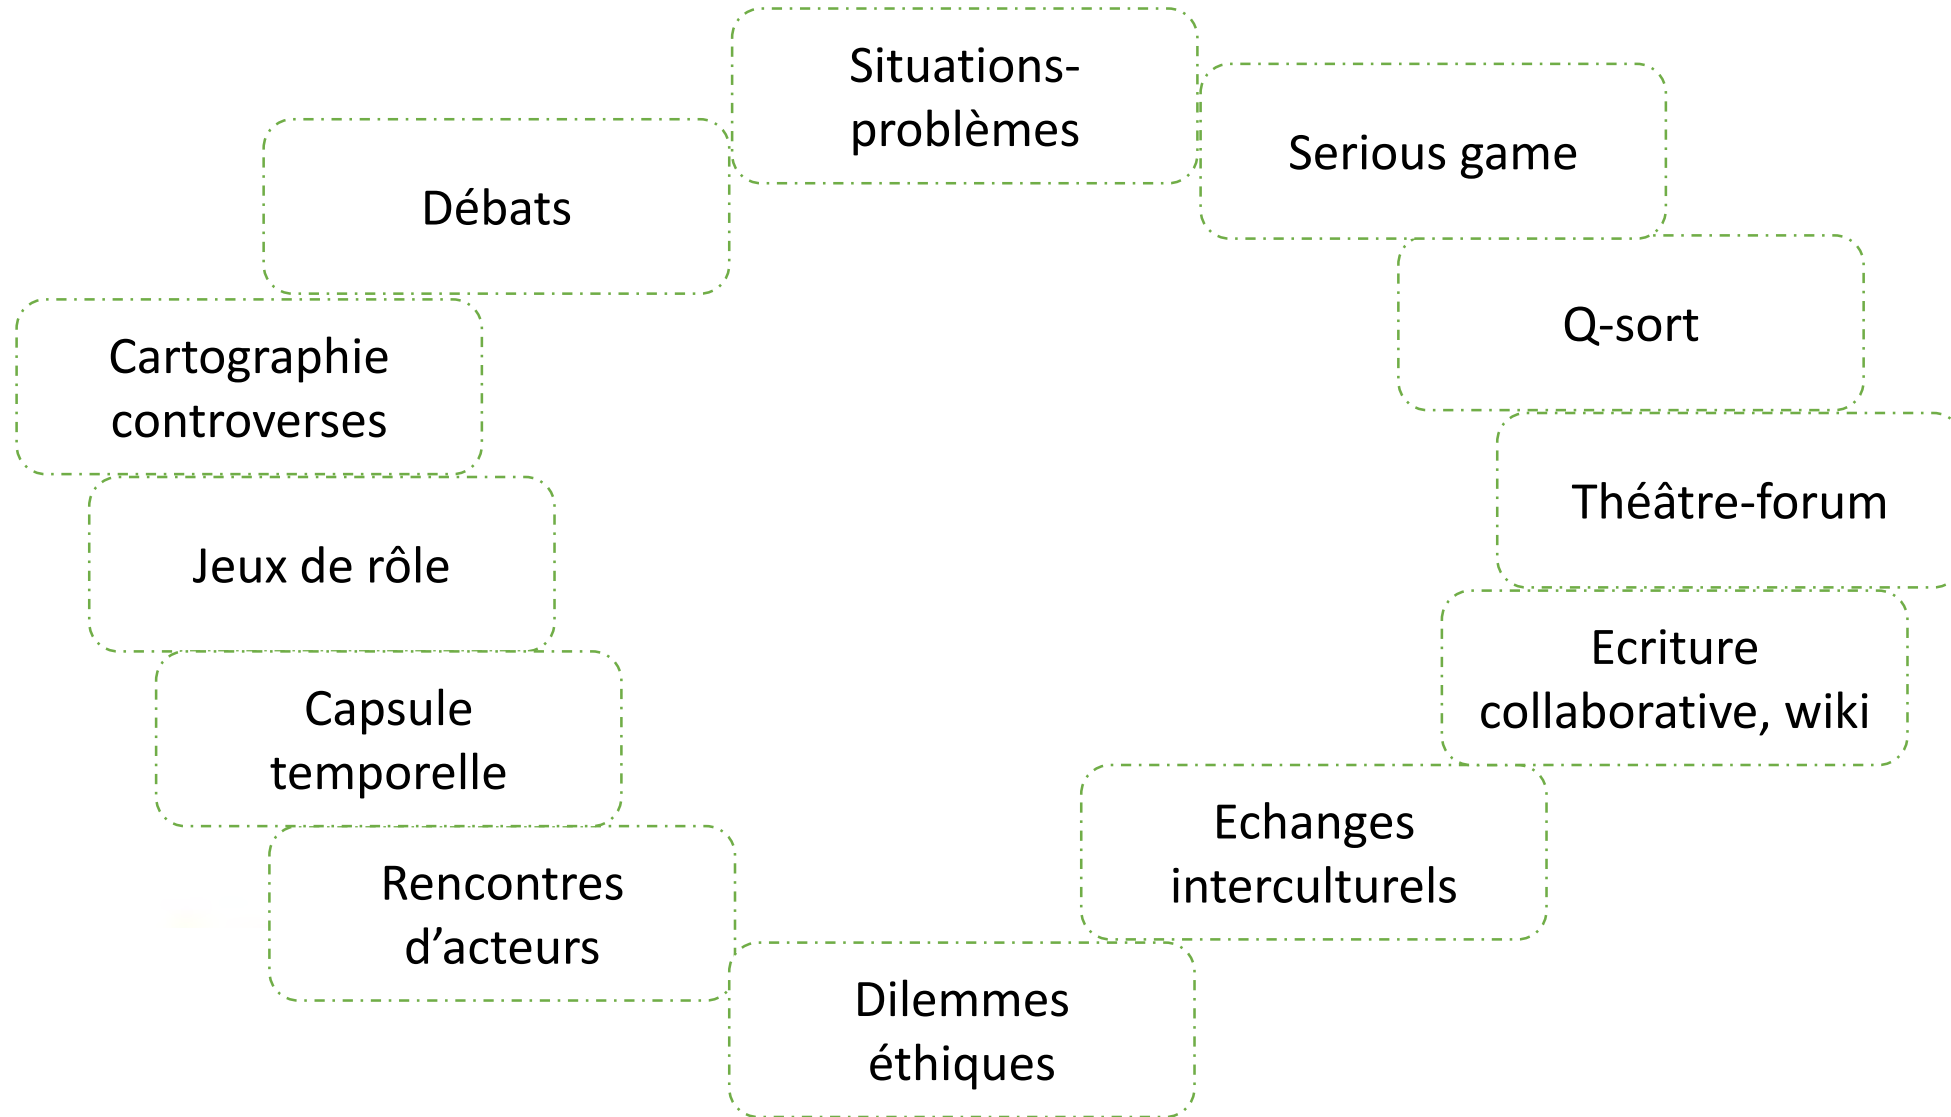 Situations-
problèmes
Serious game
Débats
Q-sort
Cartographie
controverses
Théâtre-forum
Jeux de rôle
Ecriture
collaborative, wiki
Capsule
temporelle
Echanges
interculturels
Rencontres
d’acteurs
Dilemmes
éthiques